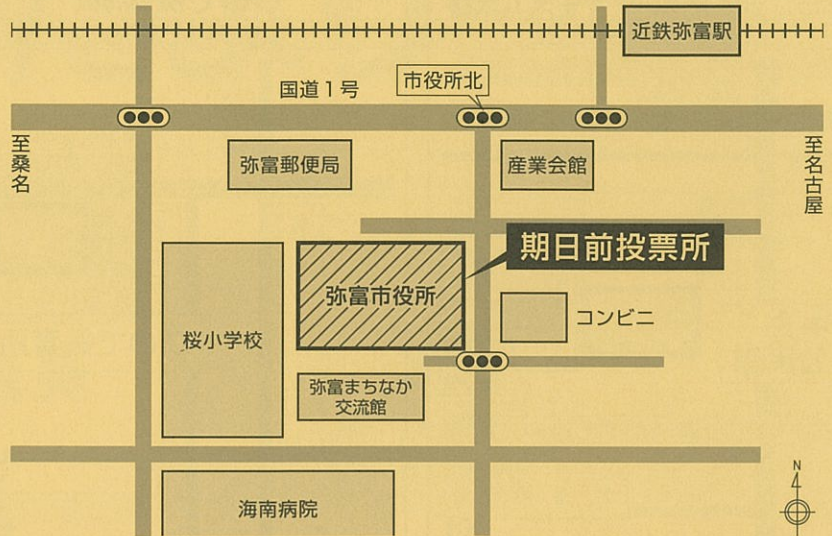 近鉄弥富駅
国道1号
市役所北
至桑名
弥富郵便局
産業会館
至名古屋
期日前投票所
弥富市役所
桜小学校
コンビニ
弥富まちなか
交流館
海南病院
N